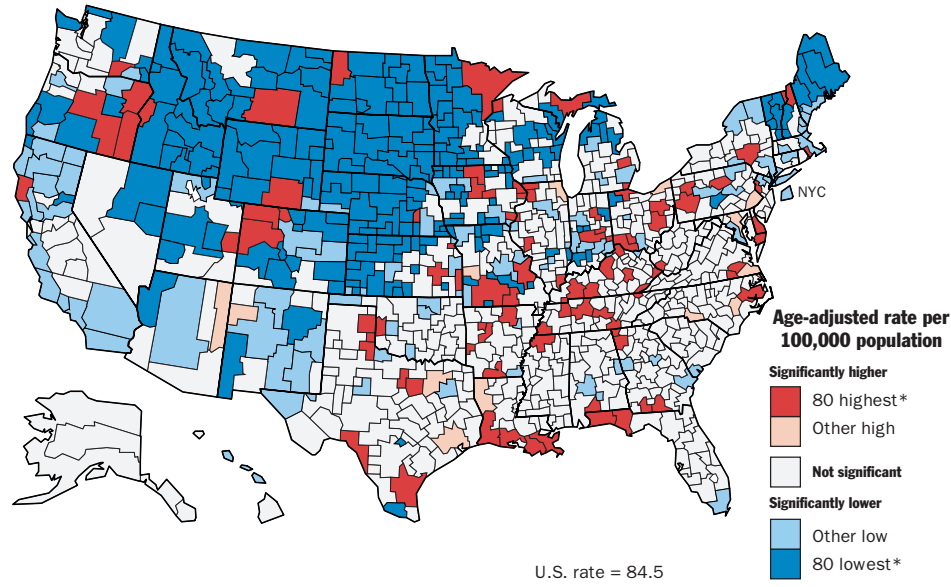 NYC
Age-adjusted rate per
100,000 population
Significantly higher
80 highest*
Other high
Not significant
Significantly lower
Other low
80 lowest*
U.S. rate = 84.5